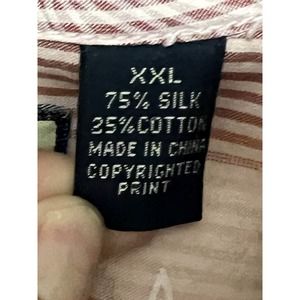 XXL
75% SILK
25%COTTON
MADE IN CHINA
COPYRIGHTED
PRINT